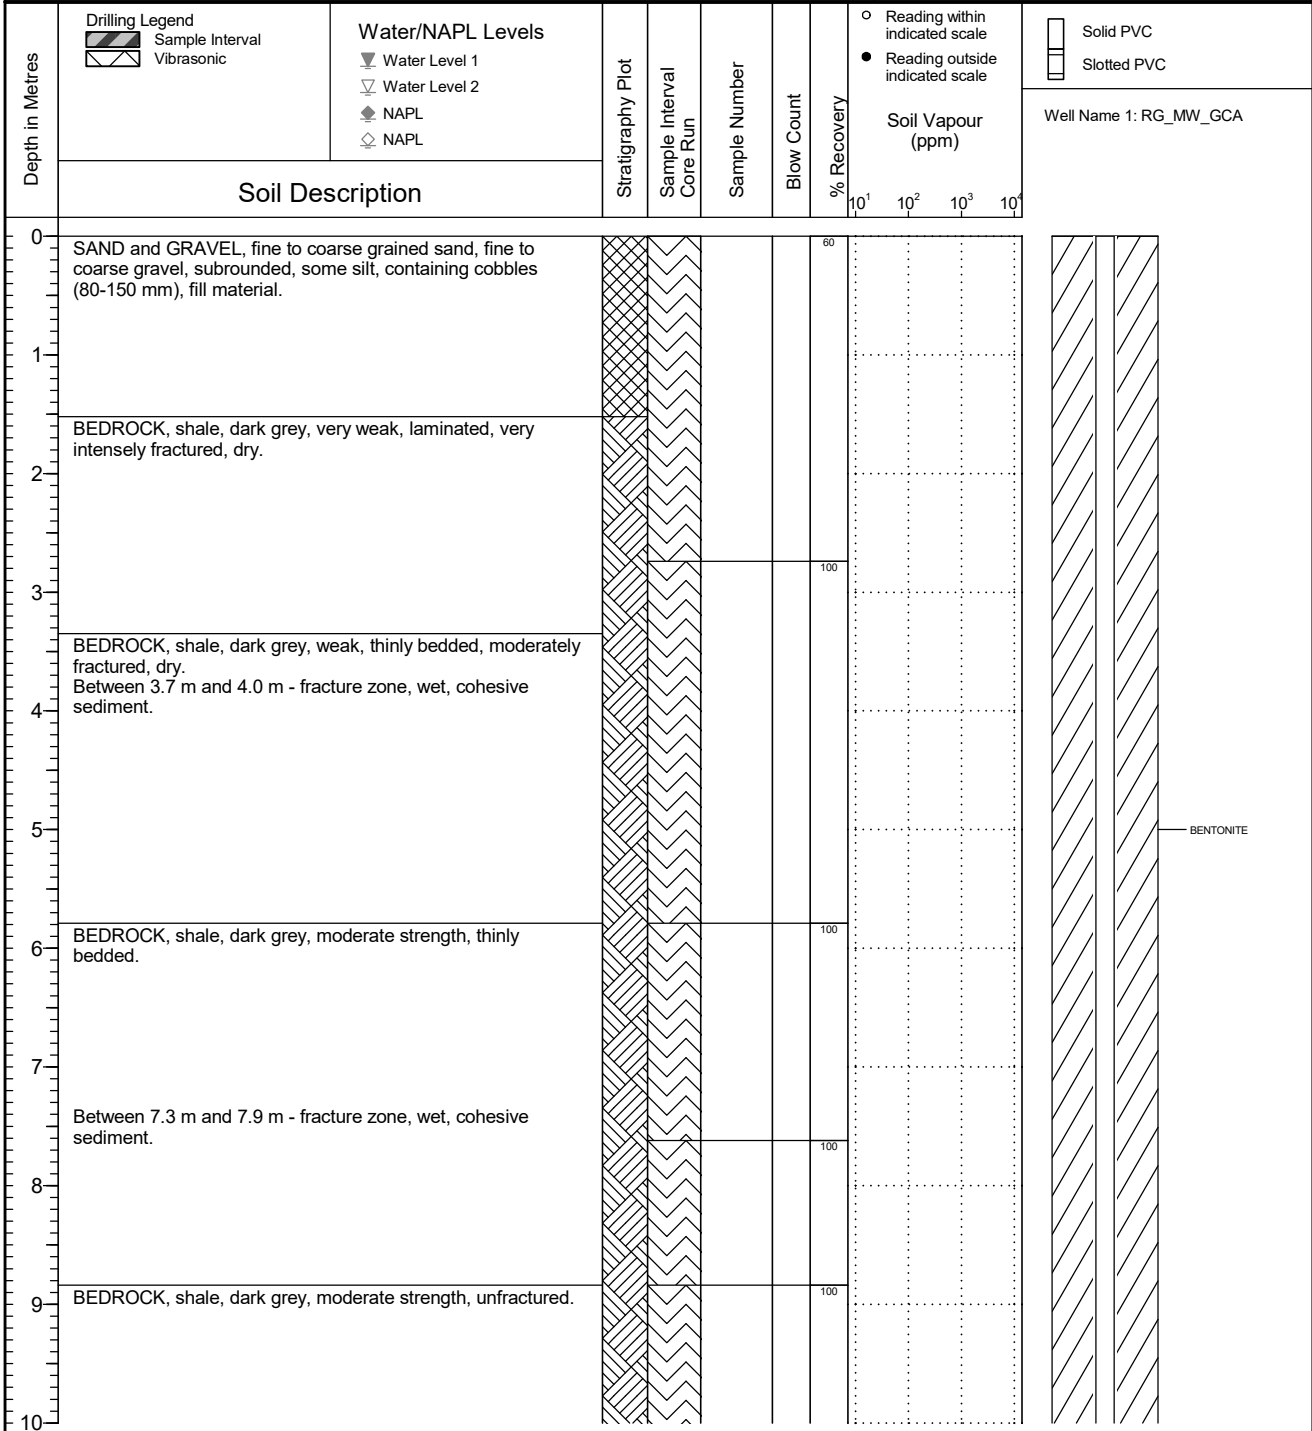 Drilling Legend
Sample Interval
Vibrasonic
Water/NAPL Levels
Water Level 1
Water Level 2
NAPL
NAPL
Reading within
indicated scale
Reading outside
indicated scale
Solid PVC
Slotted PVC
Depth in Metres
Soil Description
Stratigraphy Plot
Sample Interval
Core Run
Sample Number
Blow Count
% Recovery
Soil Vapour
(ppm)
10¹ 10² 10³ 10⁴
Well Name 1: RG_MW_GCA
0
SAND and GRAVEL, fine to coarse grained sand, fine to
coarse gravel, subrounded, some silt, containing cobbles
(80-150 mm), fill material.
60
1
BEDROCK, shale, dark grey, very weak, laminated, very
intensely fractured, dry.
2
100
3
BEDROCK, shale, dark grey, weak, thinly bedded, moderately
fractured, dry.
Between 3.7 m and 4.0 m - fracture zone, wet, cohesive
sediment.
4
5
BENTONITE
BEDROCK, shale, dark grey, moderate strength, thinly
bedded.
100
6
7
Between 7.3 m and 7.9 m - fracture zone, wet, cohesive
sediment.
100
8
BEDROCK, shale, dark grey, moderate strength, unfractured.
100
9
10